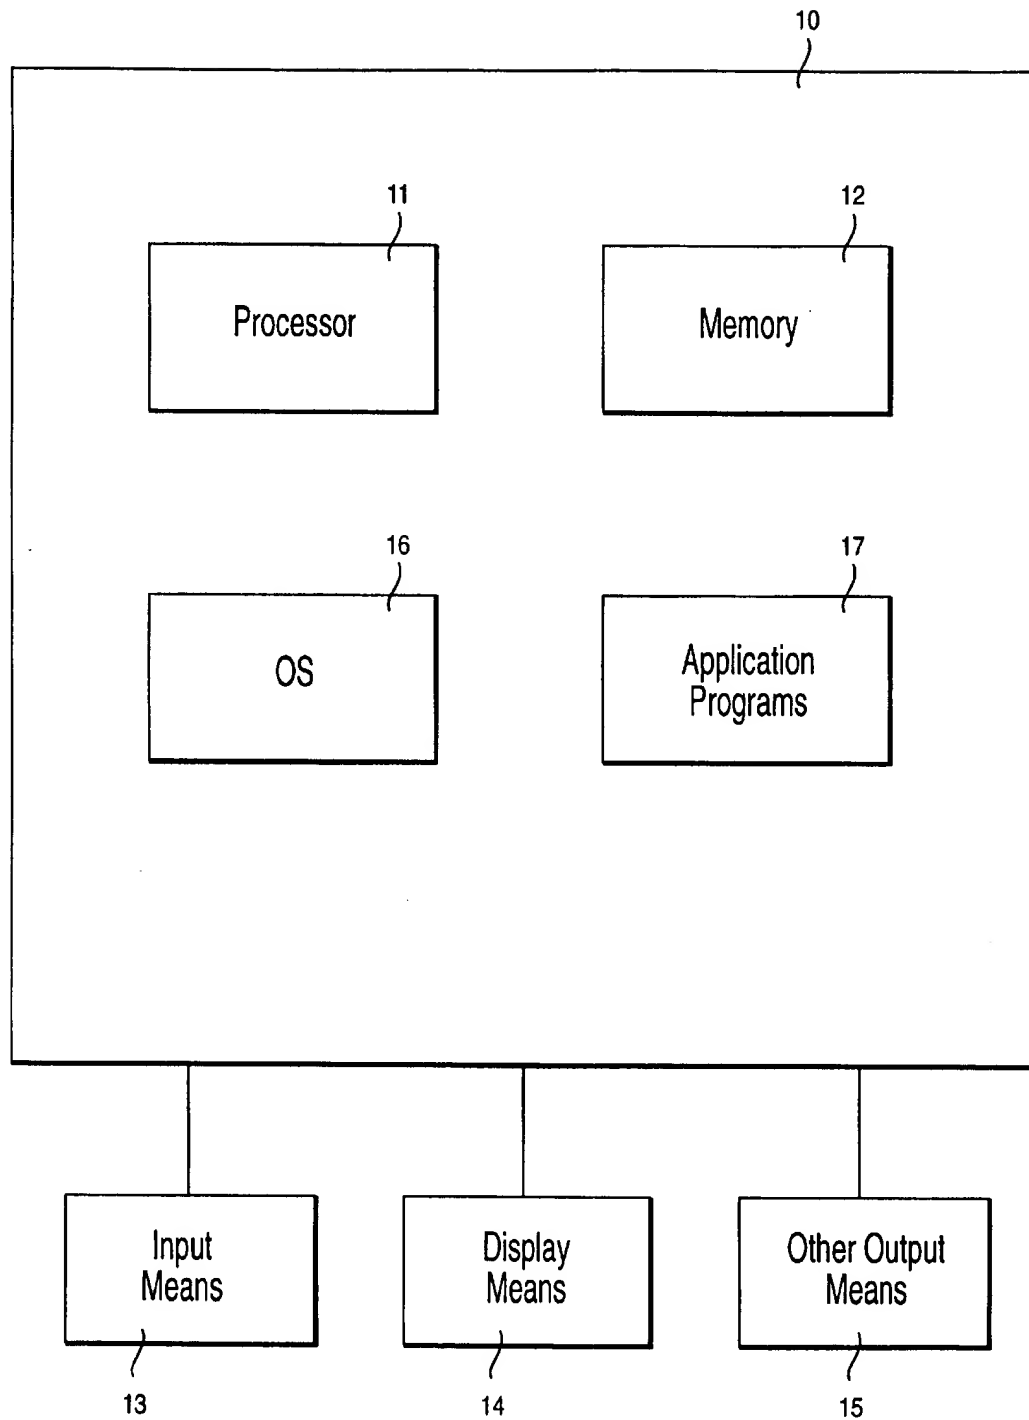 10
11
12
Processor
Memory
16
17
OS
Application
Programs
Input
Means
Display
Means
Other Output
Means
13
14
15